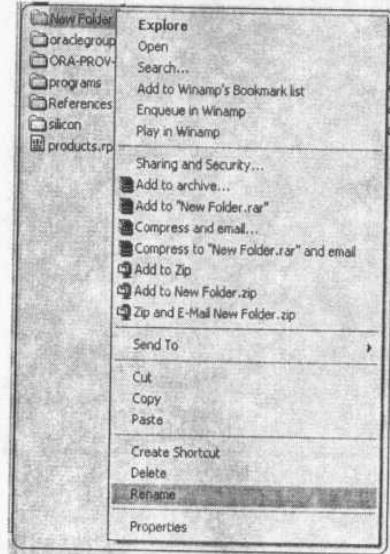 New Folder
oraclegroup
ORA-PROV-
programs
References
silicon
products.rp
Explore
Open
Search...
Add to Winamp's Bookmark list
Enqueue in Winamp
Play in Winamp
Sharing and Security...
Add to archive...
Add to "New Folder.rar"
Compress and email...
Compress to "New Folder.rar" and email
Add to Zip
Add to New Folder.zip
Zip and E-Mail New Folder.zip
Send To
Cut
Copy
Paste
Create Shortcut
Delete
Rename
Properties